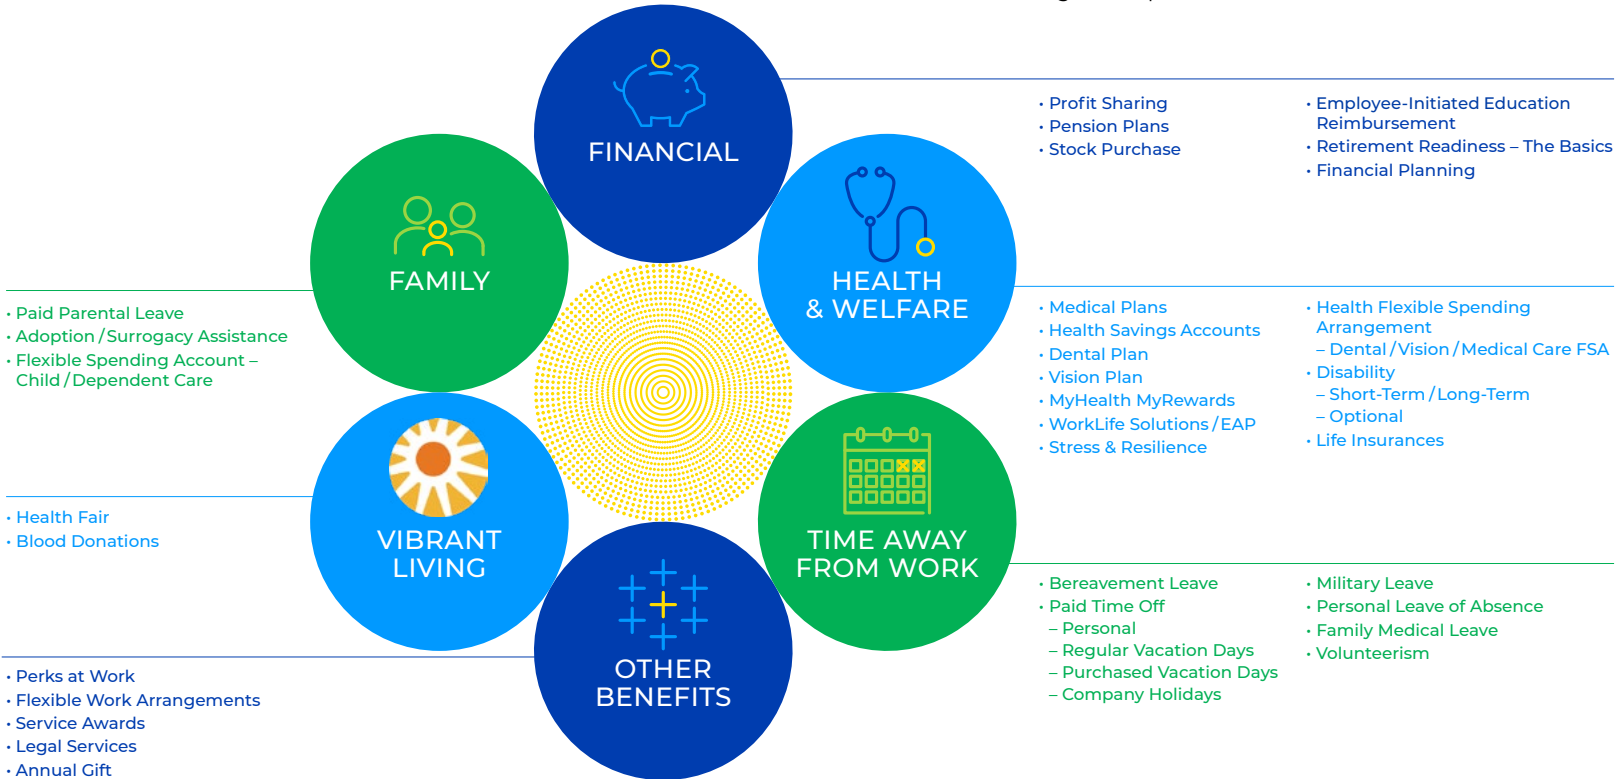 FINANCIAL
• Profit Sharing
• Pension Plans
• Stock Purchase
• Employee-Initiated Education
Reimbursement
• Retirement Readiness – The Basics
• Financial Planning
HEALTH
& WELFARE
• Medical Plans
• Health Savings Accounts
• Dental Plan
• Vision Plan
• MyHealth MyRewards
• WorkLife Solutions / EAP
• Stress & Resilience
• Health Flexible Spending
Arrangement
– Dental / Vision / Medical Care FSA
• Disability
– Short-Term / Long-Term
– Optional
• Life Insurances
TIME AWAY
FROM WORK
• Bereavement Leave
• Paid Time Off
– Personal
– Regular Vacation Days
– Purchased Vacation Days
– Company Holidays
• Military Leave
• Personal Leave of Absence
• Family Medical Leave
• Volunteerism
OTHER
BENEFITS
• Perks at Work
• Flexible Work Arrangements
• Service Awards
• Legal Services
• Annual Gift
VIBRANT
LIVING
• Health Fair
• Blood Donations
FAMILY
• Paid Parental Leave
• Adoption / Surrogacy Assistance
• Flexible Spending Account –
Child / Dependent Care